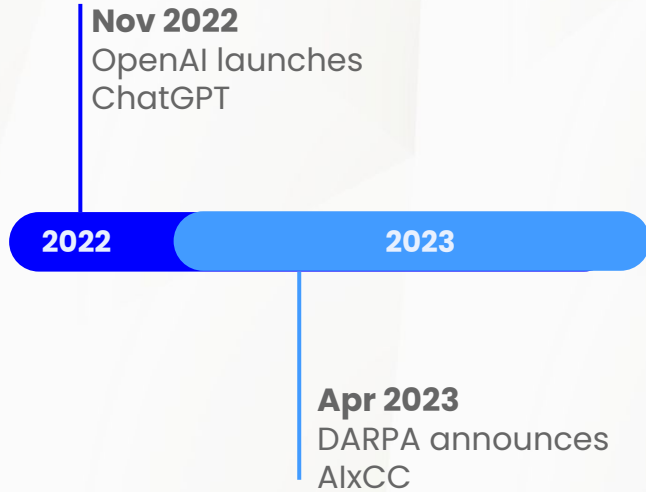 Nov 2022
OpenAI launches
ChatGPT
2022
2023
Apr 2023
DARPA announces
AIxCC